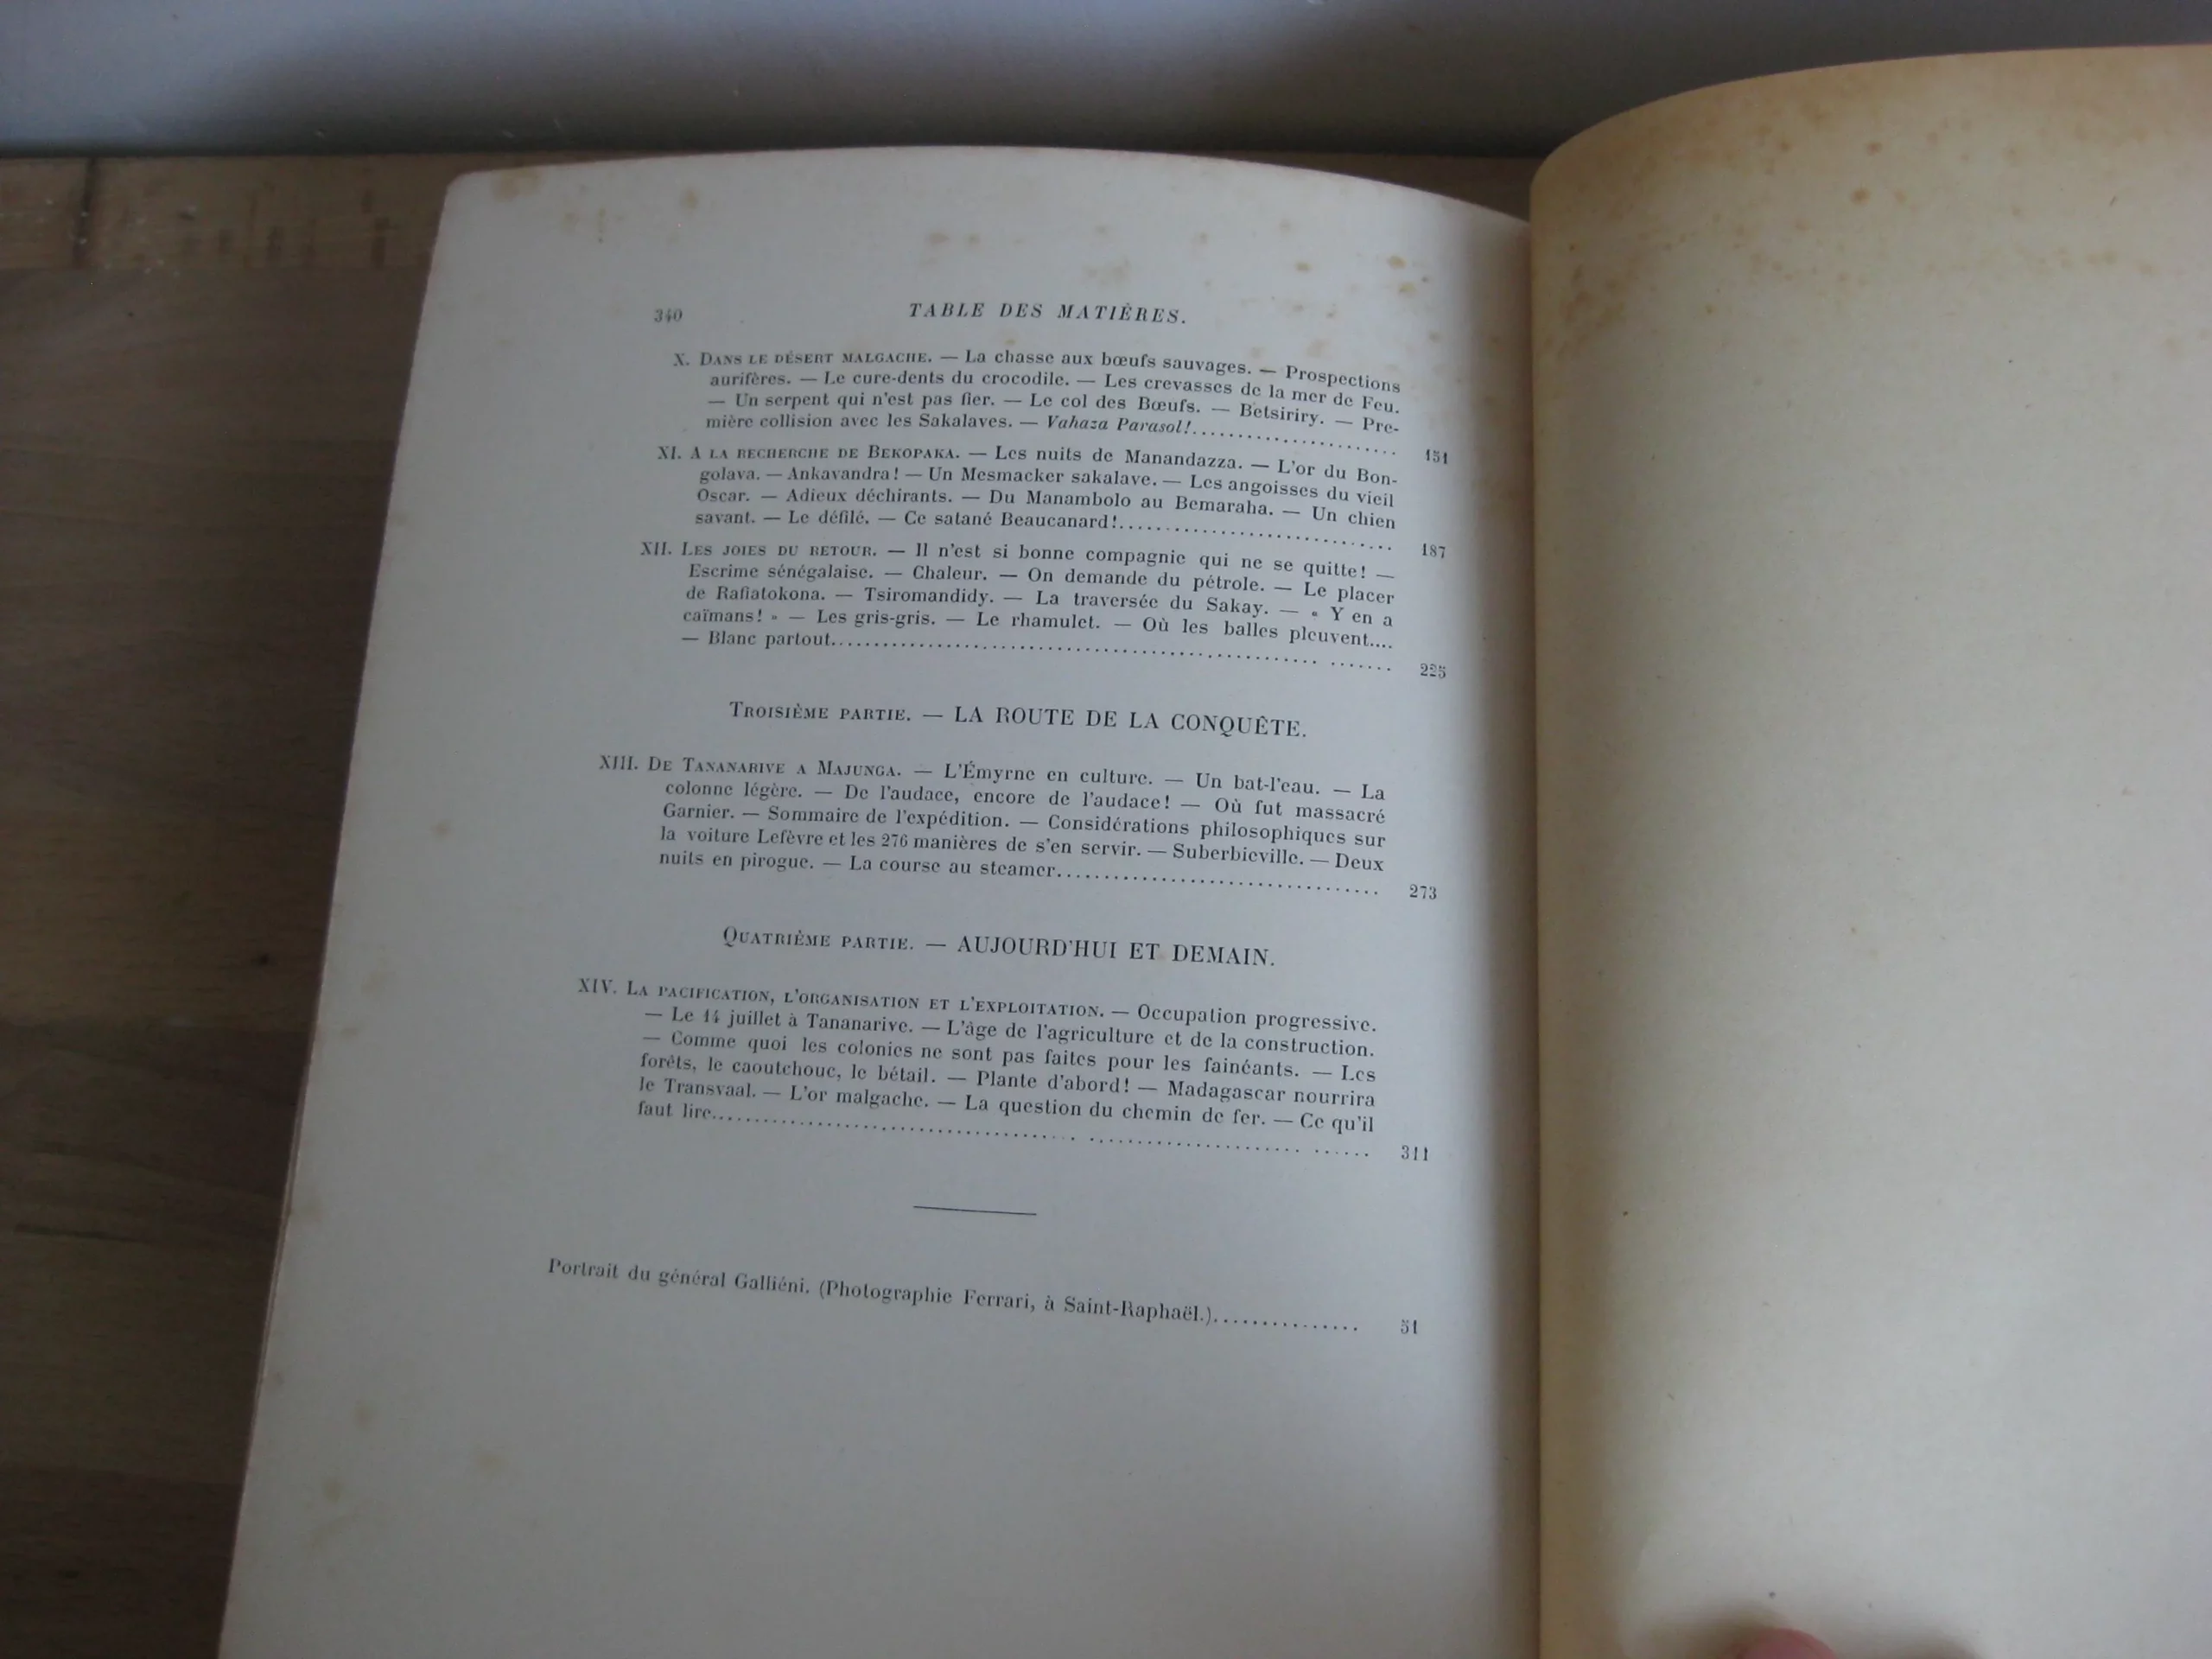 340 TABLE DES MATIÈRES.
X. DANS LE DÉSERT MALGACHE. — La chasse aux bœufs sauvages. — Prospections
aurifères. — Le cure-dents du crocodile. — Les crevasses de la mer de Feu.
— Un serpent qui n'est pas fier. — Le col des Bœufs. — Betsiriry. — Pre-
mière collision avec les Sakalaves. — Vahaza Parasol!........................ 151
XI. A LA RECHERCHE DE BEKOPAKA. — Les nuits de Manandazza. — L'or du Bon-
golava. — Ankavandra! — Un Mesmacker sakalave. — Les angoisses du vieil
Oscar. — Adieux déchirants. — Du Manambolo au Bemaraha. — Un chien
savant. — Le défilé. — Ce satané Beaucanard!................................ 187
XII. LES JOIES DU RETOUR. — Il n'est si bonne compagnie qui ne se quitte! —
Escrime sénégalaise. — Chaleur. — On demande du pétrole. — Le placer
de Rafiatokona. — Tsiromandidy. — La traversée du Sakay. — « Y en a
caïmans! » — Les gris-gris. — Le rhamulet. — Où les balles pleuvent....
— Blanc partout............................................................ 225
TROISIÈME PARTIE. — LA ROUTE DE LA CONQUÊTE.
XIII. DE TANANARIVE A MAJUNGA. — L'Émyrne en culture. — Un bat-l'eau. — La
colonne légère. — De l'audace, encore de l'audace! — Où fut massacré
Garnier. — Sommaire de l'expédition. — Considérations philosophiques sur
la voiture Lefèvre et les 276 manières de s'en servir. — Suberbieville. — Deux
nuits en pirogue. — La course au steamer.................................. 273
QUATRIÈME PARTIE. — AUJOURD'HUI ET DEMAIN.
XIV. LA PACIFICATION, L'ORGANISATION ET L'EXPLOITATION. — Occupation progressive.
— Le 14 juillet à Tananarive. — L'âge de l'agriculture et de la construction.
— Comme quoi les colonies ne sont pas faites pour les fainéants. — Les
forêts, le caoutchouc, le bétail. — Plante d'abord! — Madagascar nourrira
le Transvaal. — L'or malgache. — La question du chemin de fer. — Ce qu'il
faut lire.................................................................. 311
Portrait du général Galliéni. (Photographie Ferrari, à Saint-Raphaël.)............... 51